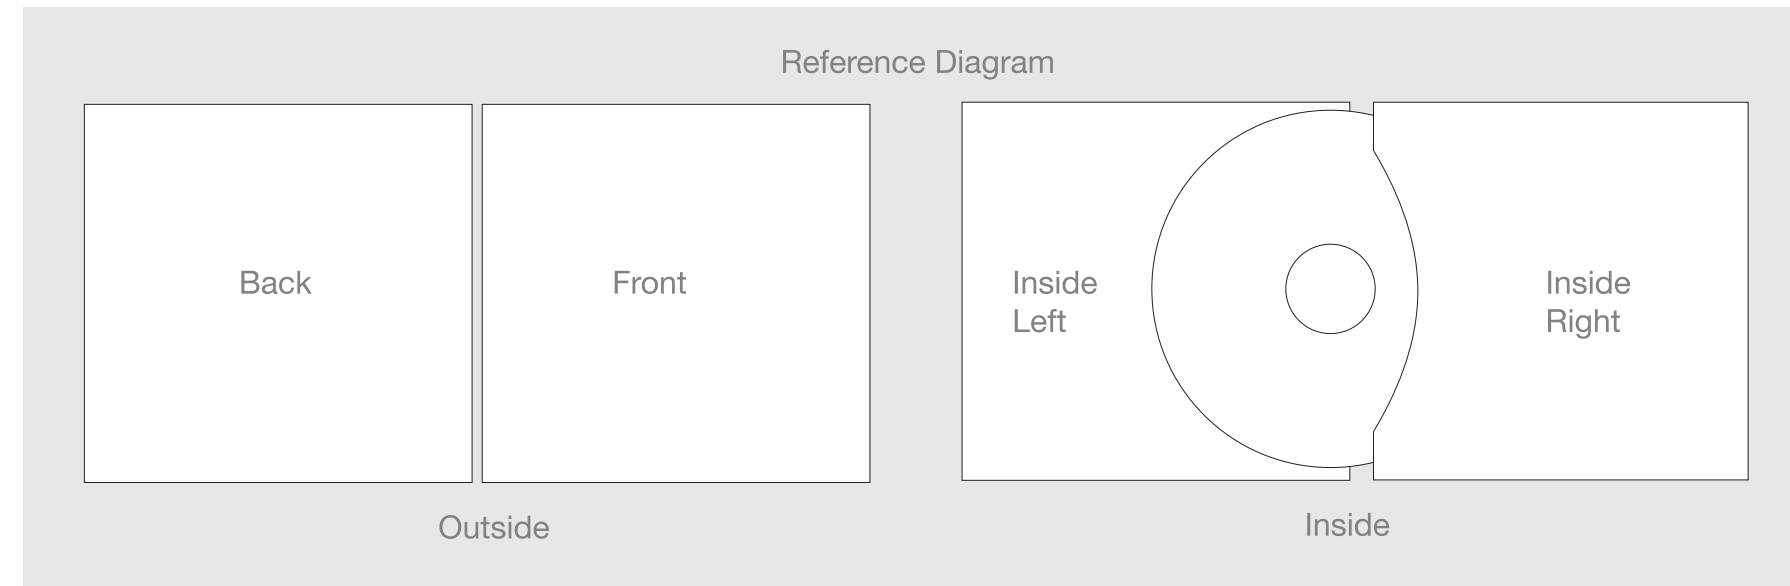 Reference Diagram
Back
Front
Inside
Left
Inside
Right
Outside
Inside